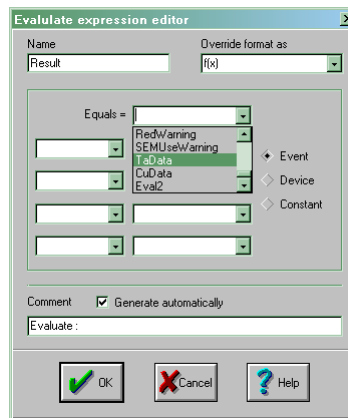 Evalulate expression editor
Name
Override format as
Result
f(x)
Equals =
RedWarning
SEMUseWarning
TaData
CuData
Eval2
Event
Device
Constant
Comment
Generate automatically
Evaluate :
OK
Cancel
Help